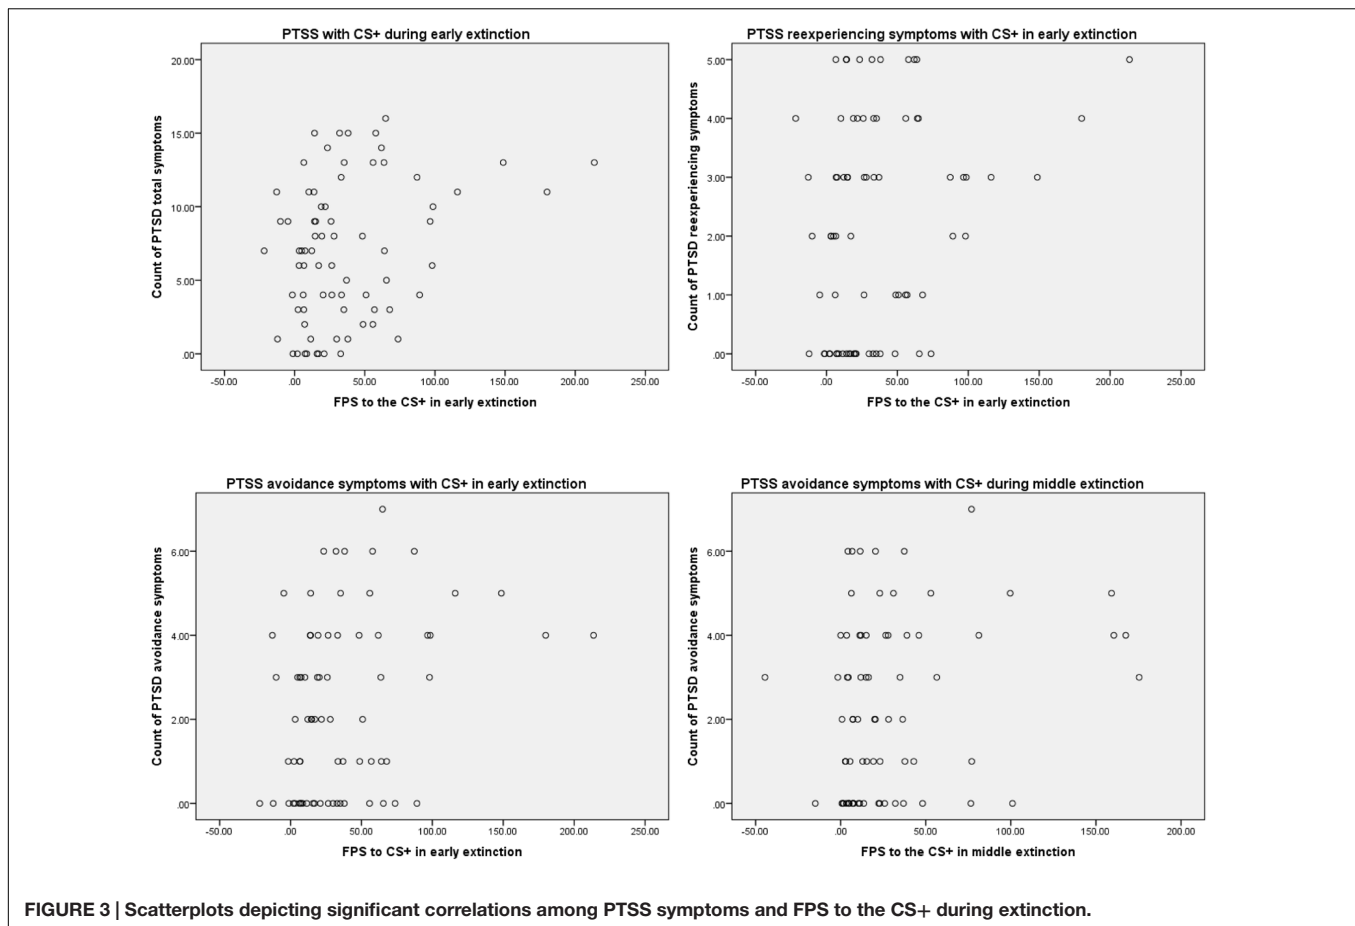 PTSS with CS+ during early extinction
20.00
15.00
10.00
5.00
.00
Count of PTSD total symptoms
-50.00 .00 50.00 100.00 150.00 200.00 250.00
FPS to the CS+ in early extinction
PTSS reexperiencing symptoms with CS+ in early extinction
5.00
4.00
3.00
2.00
1.00
.00
Count of PTSD reexperiencing symptoms
-50.00 .00 50.00 100.00 150.00 200.00 250.00
FPS to the CS+ in early extinction
PTSS avoidance symptoms with CS+ in early extinction
6.00
4.00
2.00
.00
Count of PTSD avoidance symptoms
-50.00 .00 50.00 100.00 150.00 200.00 250.00
FPS to CS+ in early extinction
PTSS avoidance symptoms with CS+ during middle extinction
6.00
4.00
2.00
.00
Count of PTSD avoidance symptoms
-50.00 .00 50.00 100.00 150.00 200.00
FPS to the CS+ in middle extinction
FIGURE 3 | Scatterplots depicting significant correlations among PTSS symptoms and FPS to the CS+ during extinction.